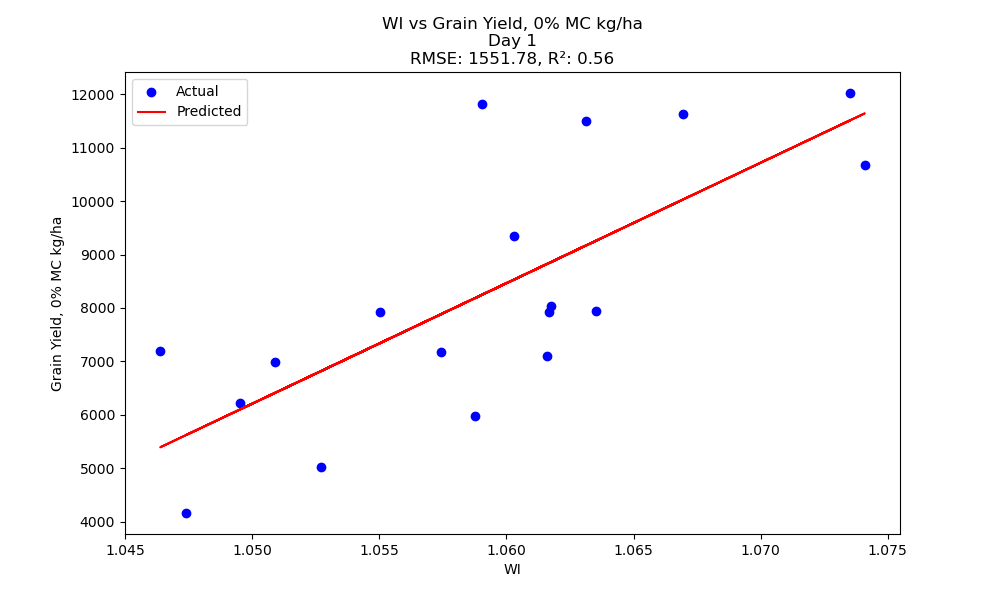 WI vs Grain Yield, 0% MC kg/ha
Day 1
RMSE: 1551.78, R²: 0.56
Actual
Predicted
Grain Yield, 0% MC kg/ha
12000
11000
10000
9000
8000
7000
6000
5000
4000
1.045 1.050 1.055 1.060 1.065 1.070 1.075
WI